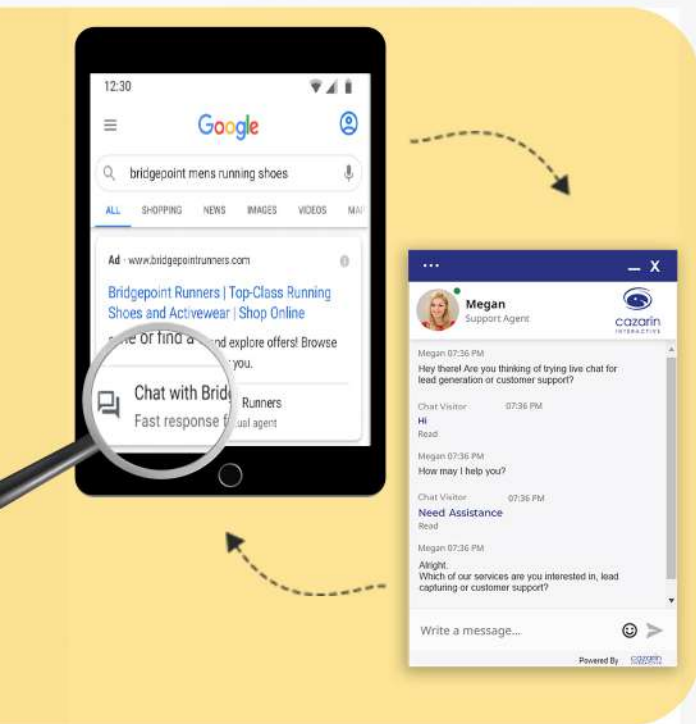 12:30
Google
bridgepoint mens running shoes
ALL SHOPPING NEWS IMAGES VIDEOS
Ad · www.bridgepointrunners.com
Bridgepoint Runners | Top-Class Running
Shoes and Activewear | Shop Online
or find a and explore offers! Browse
you.
Chat with Bridg Runners
Fast response agent
... _ X
Megan
Support Agent
cazarin
INTERACTIVE
Megan 07:36 PM
Hey there! Are you thinking of trying live chat for
lead generation or customer support?
Chat Visitor 07:36 PM
Hi
Read
Megan 07:36 PM
How may I help you?
Chat Visitor 07:36 PM
Need Assistance
Read
Megan 07:36 PM
Alright.
Which of our services are you interested in, lead
capturing or customer support?
Write a message...
Powered By cazarin